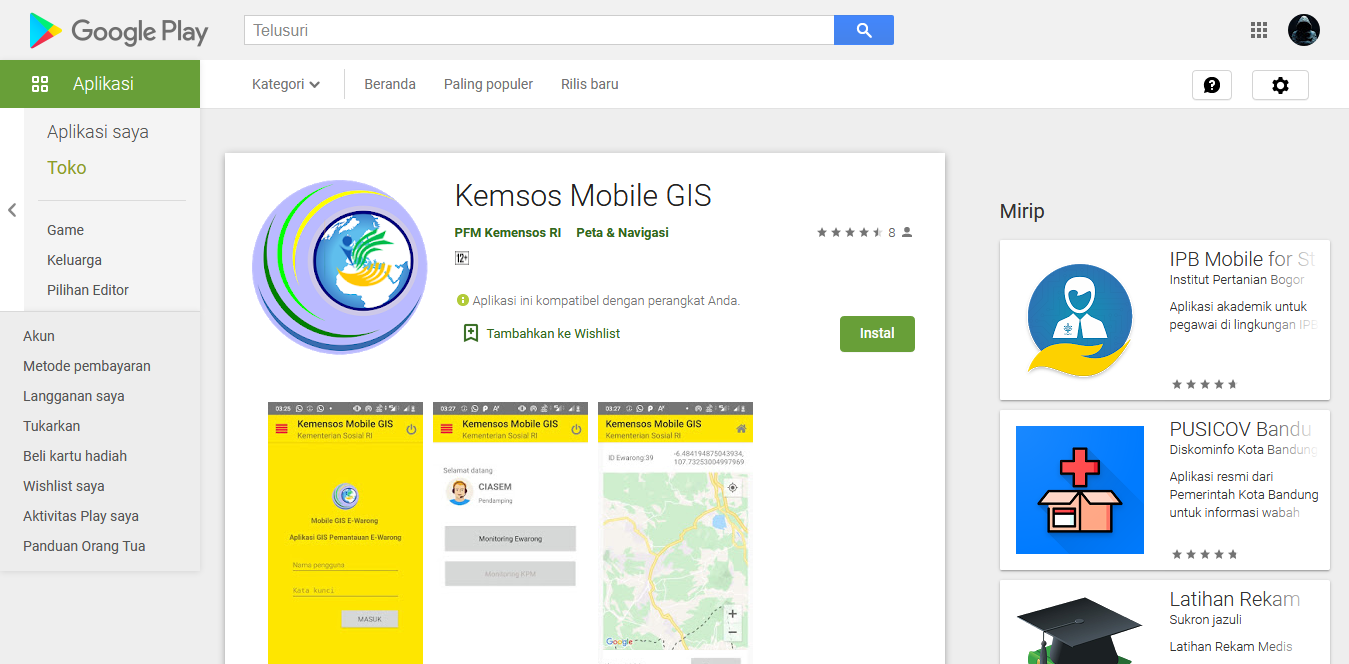 Google Play
Telusuri
Aplikasi
Kategori
Beranda
Paling populer
Rilis baru
Aplikasi saya
Toko
Game
Keluarga
Pilihan Editor
Akun
Metode pembayaran
Langganan saya
Tukarkan
Beli kartu hadiah
Wishlist saya
Aktivitas Play saya
Panduan Orang Tua
Kemsos Mobile GIS
PFM Kemensos RI Peta & Navigasi
8
12+
Aplikasi ini kompatibel dengan perangkat Anda.
Tambahkan ke Wishlist
Instal
03:25
Kemensos Mobile GIS
Kementerian Sosial RI
Mobile GIS E-Warong
Aplikasi GIS Pemantauan E-Warong
Nama pengguna
Kata kunci
MASUK
03:27
Kemensos Mobile GIS
Kementerian Sosial RI
Selamat datang
CIASEM
Pendamping
Monitoring Ewarong
Monitoring KPM
03:27
Kemensos Mobile GIS
Kementerian Sosial RI
ID Ewarong:39
-6.484194875043934,
107.73253004997969
+
−
Google
Mirip
IPB Mobile for St
Institut Pertanian Bogor
Aplikasi akademik untuk
pegawai di lingkungan IPB
PUSICOV Bandu
Diskominfo Kota Bandung
Aplikasi resmi dari
Pemerintah Kota Bandung
untuk informasi wabah
Latihan Rekam
Sukron jazuli
Latihan Rekam Medis